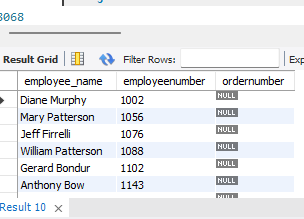 3068
Result Grid Filter Rows: Exp
employee_name employeenumber ordernumber
Diane Murphy 1002 NULL
Mary Patterson 1056 NULL
Jeff Firrelli 1076 NULL
William Patterson 1088 NULL
Gerard Bondur 1102 NULL
Anthony Bow 1143 NULL
Result 10